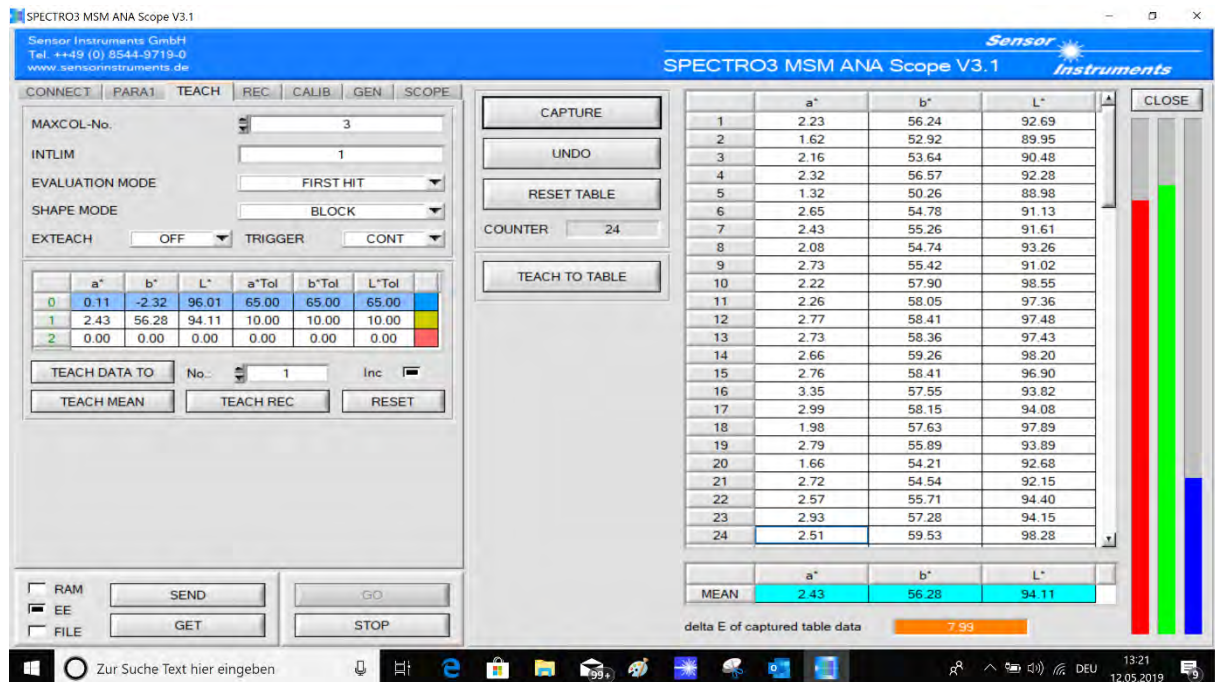 SPECTRO3 MSM ANA Scope V3.1
Sensor Instruments GmbH
Tel. ++49 (0) 8544-9719-0
www.sensorinstruments.de
Sensor
Instruments
SPECTRO3 MSM ANA Scope V3.1
CONNECT PARA1 TEACH REC CALIB GEN SCOPE
MAXCOL-No. 3
INTLIM 1
EVALUATION MODE FIRST HIT
SHAPE MODE BLOCK
EXTEACH OFF TRIGGER CONT
a* b* L* a*Tol b*Tol L*Tol
0 0.11 -2.32 96.01 65.00 65.00 65.00
1 2.43 56.28 94.11 10.00 10.00 10.00
2 0.00 0.00 0.00 0.00 0.00 0.00
TEACH DATA TO No.: 1 Inc
TEACH MEAN TEACH REC RESET
RAM
EE
FILE
SEND GO
GET STOP
CAPTURE
UNDO
RESET TABLE
COUNTER 24
TEACH TO TABLE
a* b* L*
1 2.23 56.24 92.69
2 1.62 52.92 89.95
3 2.16 53.64 90.48
4 2.32 56.57 92.28
5 1.32 50.26 88.98
6 2.65 54.78 91.13
7 2.43 55.26 91.61
8 2.08 54.74 93.26
9 2.73 55.42 91.02
10 2.22 57.90 98.55
11 2.26 58.05 97.36
12 2.77 58.41 97.48
13 2.73 58.36 97.43
14 2.66 59.26 98.20
15 2.76 58.41 96.90
16 3.35 57.55 93.82
17 2.99 58.15 94.08
18 1.98 57.63 97.89
19 2.79 55.89 93.89
20 1.66 54.21 92.68
21 2.72 54.54 92.15
22 2.57 55.71 94.40
23 2.93 57.28 94.15
24 2.51 59.53 98.28
a* b* L*
MEAN 2.43 56.28 94.11
delta E of captured table data 7.99
CLOSE
Zur Suche Text hier eingeben
99+
DEU
13:21
12.05.2019
9